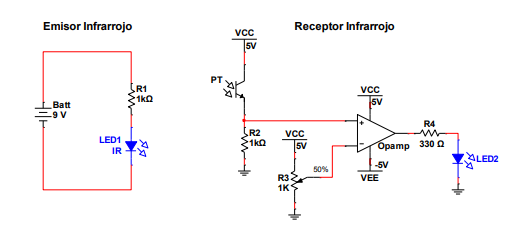 Emisor Infrarrojo
Receptor Infrarrojo
VCC
5V
PT
R1
1kΩ
Batt
9 V
LED1
IR
R2
1kΩ
VCC
5V
R3
1K
50%
VCC
5V
+
−
Opamp
-5V
VEE
R4
330 Ω
LED2